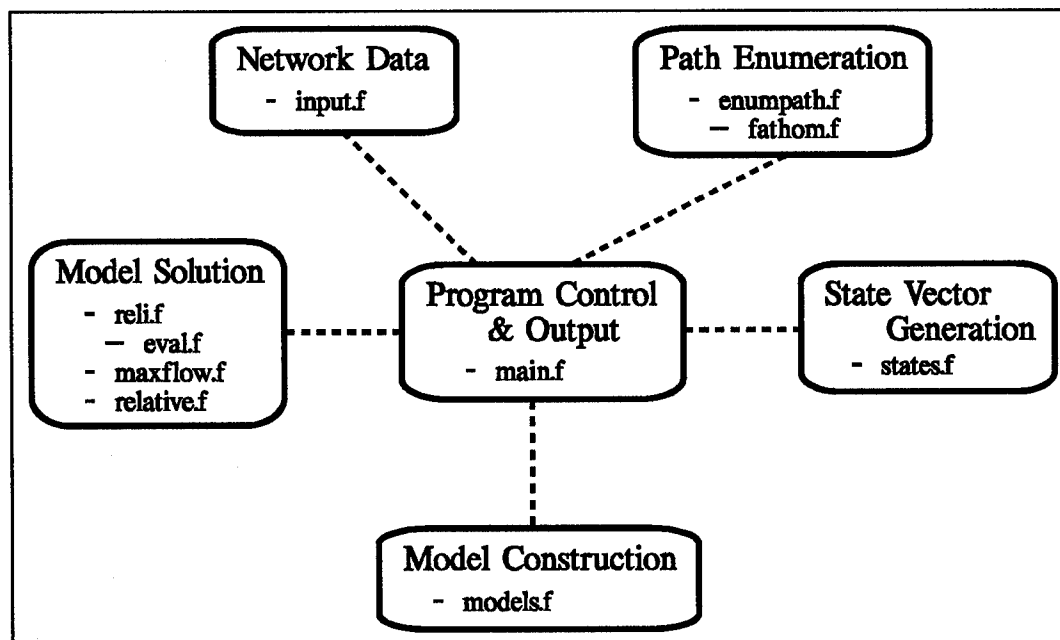 Network Data
- input.f
Path Enumeration
- enumpath.f
– fathom.f
Model Solution
- reli.f
– eval.f
- maxflow.f
- relative.f
Program Control
& Output
- main.f
State Vector
Generation
- states.f
Model Construction
- models.f